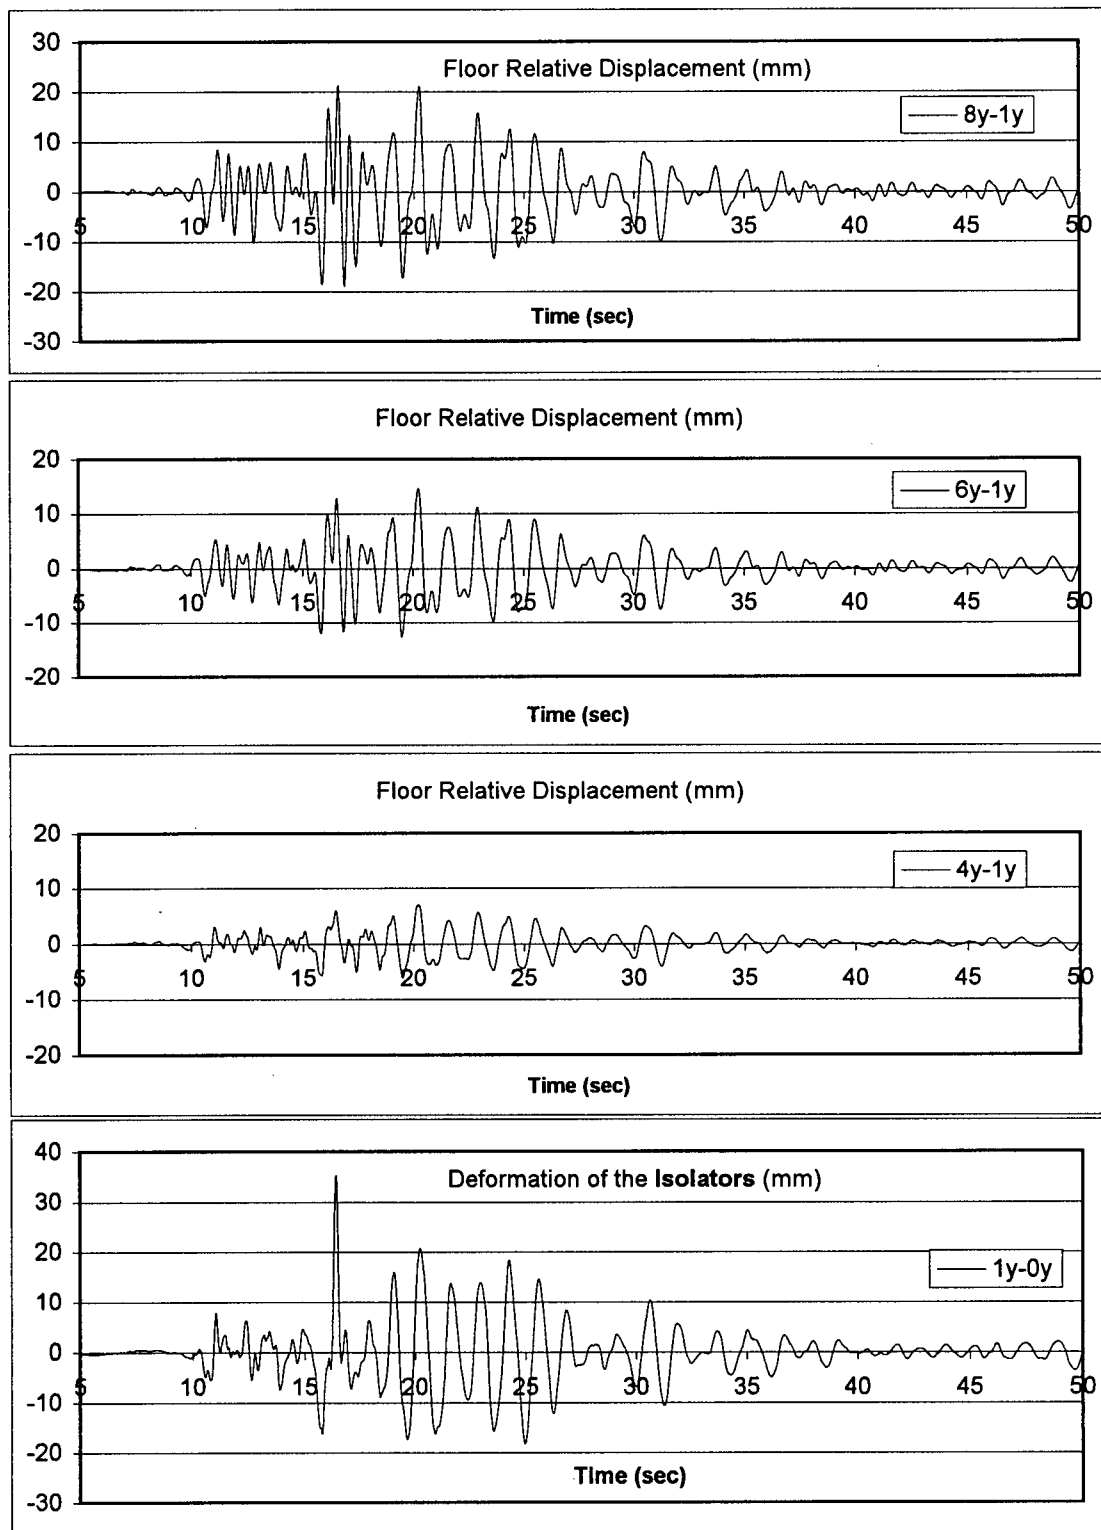 Floor Relative Displacement (mm)
8y-1y
30
20
10
0
-10
-20
-30
5 10 15 20 25 30 35 40 45 50
Time (sec)
Floor Relative Displacement (mm)
6y-1y
20
10
0
-10
-20
5 10 15 20 25 30 35 40 45 50
Time (sec)
Floor Relative Displacement (mm)
4y-1y
20
10
0
-10
-20
5 10 15 20 25 30 35 40 45 50
Time (sec)
Deformation of the Isolators (mm)
1y-0y
40
30
20
10
0
-10
-20
-30
5 10 15 20 25 30 35 40 45 50
Time (sec)